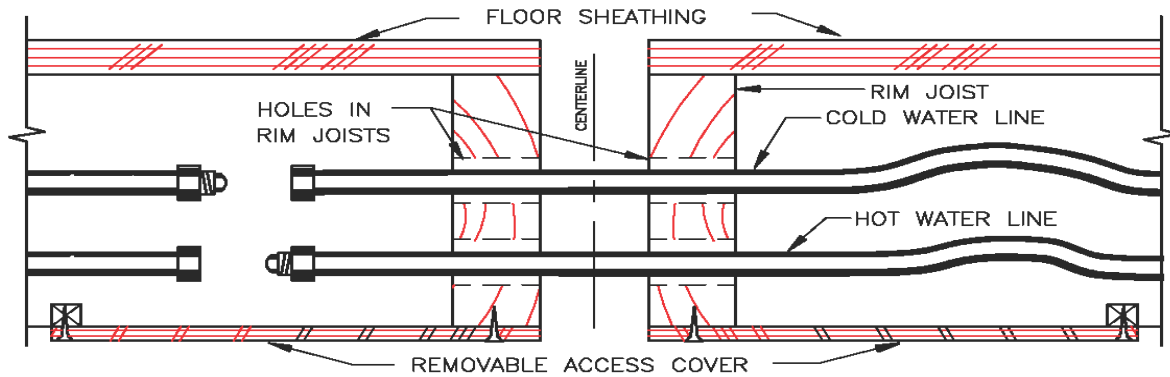 FLOOR SHEATHING
HOLES IN
RIM JOISTS
CENTERLINE
RIM JOIST
COLD WATER LINE
HOT WATER LINE
REMOVABLE ACCESS COVER